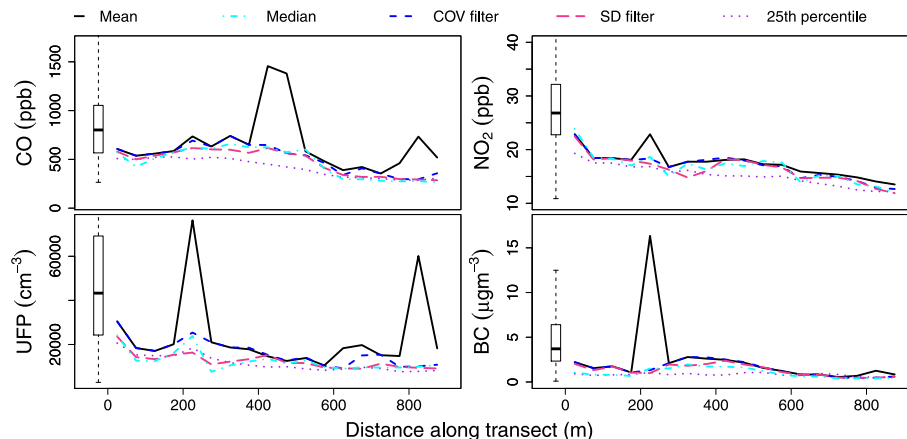 Mean Median COV filter SD filter 25th percentile
CO (ppb)
0 500 1000 1500
NO₂ (ppb)
10 20 30 40
UFP (cm⁻³)
20000 60000
BC (μgm⁻³)
0 5 10 15
0 200 400 600 800
0 200 400 600 800
Distance along transect (m)